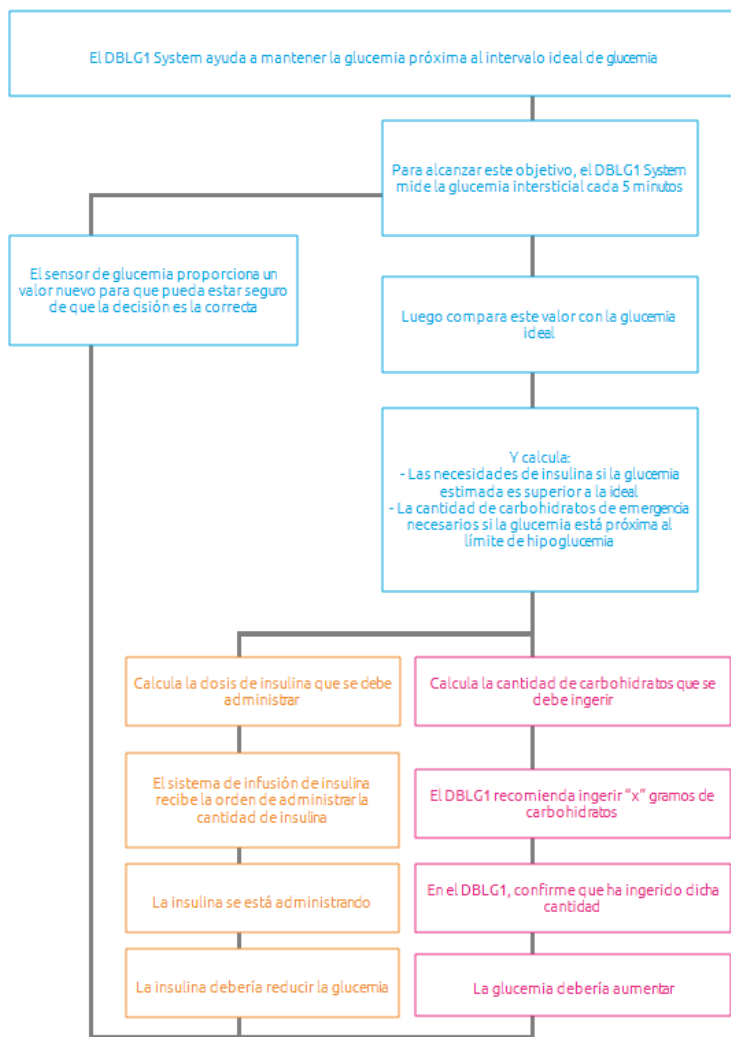 El DBLG1 System ayuda a mantener la glucemia próxima al intervalo ideal de glucemia
Para alcanzar este objetivo, el DBLG1 System
mide la glucemia intersticial cada 5 minutos
El sensor de glucemia proporciona un
valor nuevo para que pueda estar seguro
de que la decisión es la correcta
Luego compara este valor con la glucemia
ideal
Y calcula:
- Las necesidades de insulina si la glucemia
estimada es superior a la ideal
- La cantidad de carbohidratos de emergencia
necesarios si la glucemia está próxima al
límite de hipoglucemia
Calcula la dosis de insulina que se debe
administrar
El sistema de infusión de insulina
recibe la orden de administrar la
cantidad de insulina
La insulina se está administrando
La insulina debería reducir la glucemia
Calcula la cantidad de carbohidratos que se
debe ingerir
El DBLG1 recomienda ingerir “x” gramos de
carbohidratos
En el DBLG1, confirme que ha ingerido dicha
cantidad
La glucemia debería aumentar